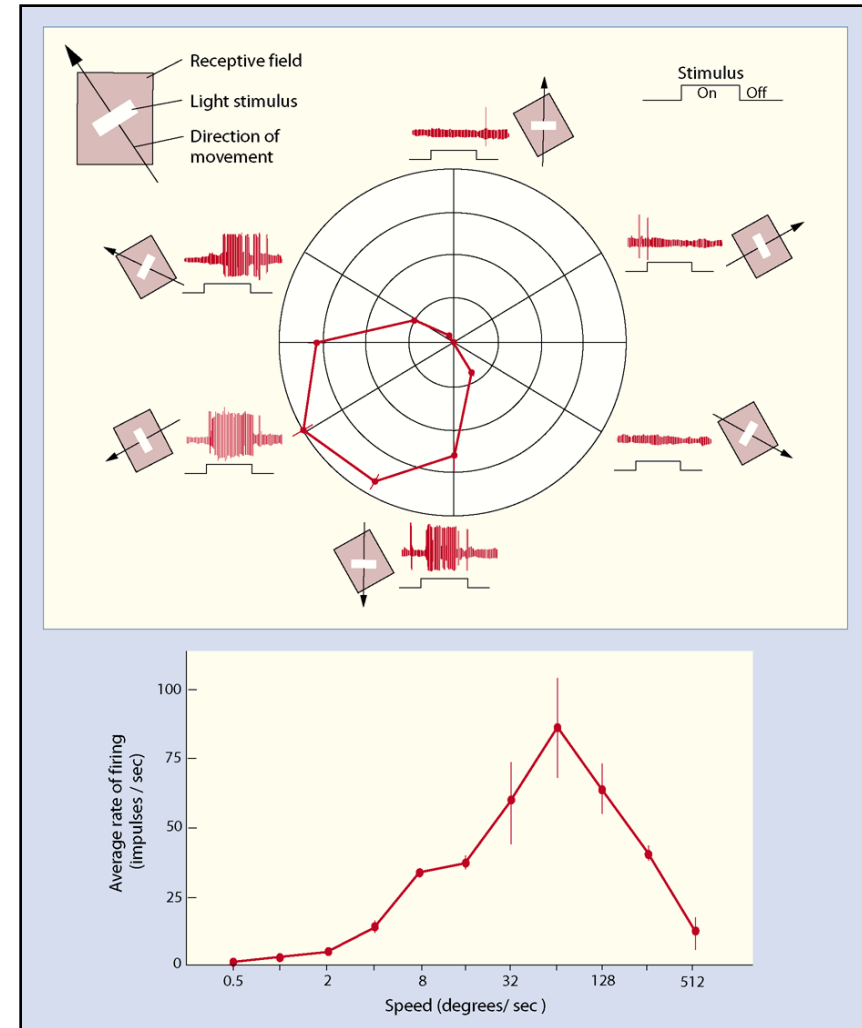 Receptive field
Light stimulus
Direction of
movement
Stimulus
On Off
100
75
50
25
0
Average rate of firing
(impulses / sec)
0.5 2 8 32 128 512
Speed (degrees/ sec )